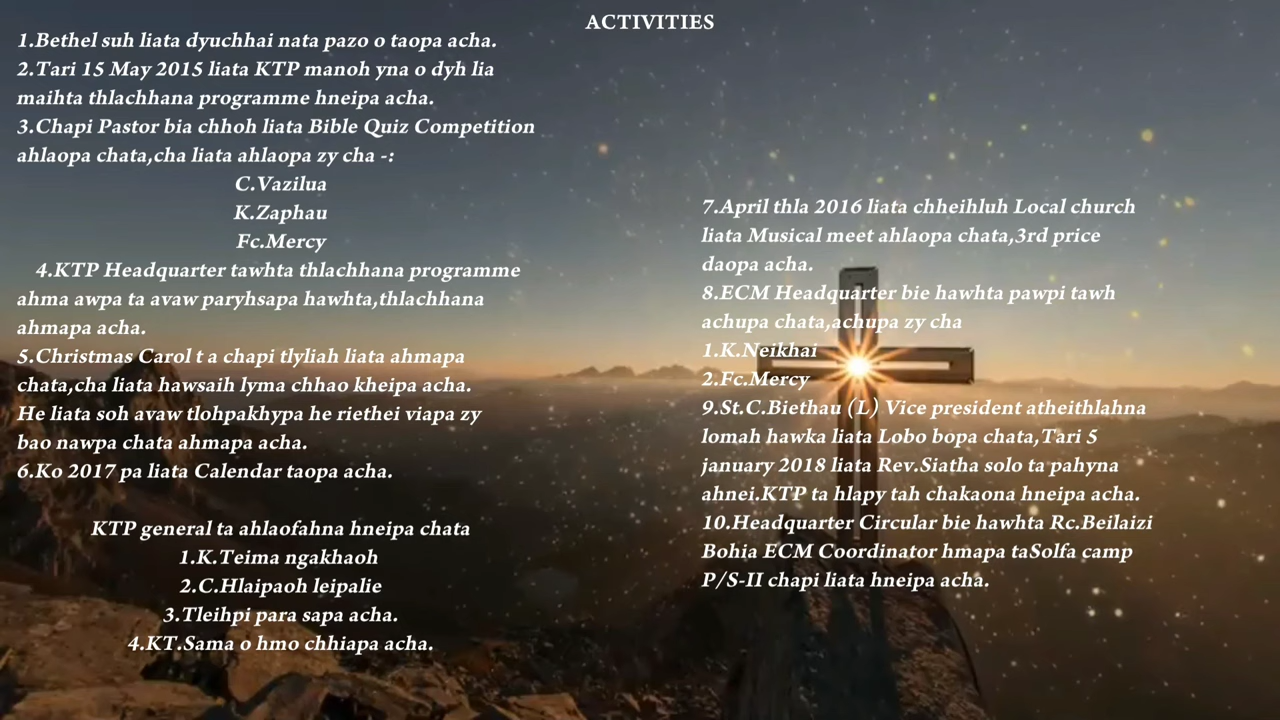 ACTIVITIES
1.Bethel suh liata dyuchhai nata pazo o taopa acha.
2.Tari 15 May 2015 liata KTP manoh yna o dyh lia
maihta thlachhana programme hneipa acha.
3.Chapi Pastor bia chhoh liata Bible Quiz Competition
ahlaopa chata,cha liata ahlaopa zy cha -:
C.Vazilua
K.Zaphau
Fc.Mercy
4.KTP Headquarter tawhta thlachhana programme
ahma awpa ta avaw paryhsapa hawhta,thlachhana
ahmapa acha.
5.Christmas Carol t a chapi tlyliah liata ahmapa
chata,cha liata hawsaih lyma chhao kheipa acha.
He liata soh avaw tlohpakhypa he riethei viapa zy
bao nawpa chata ahmapa acha.
6.Ko 2017 pa liata Calendar taopa acha.
KTP general ta ahlaofahna hneipa chata
1.K.Teima ngakhaoh
2.C.Hlaipaoh leipalie
3.Tleihpi para sapa acha.
4.KT.Sama o hmo chhiapa acha.
7.April thla 2016 liata chheihluh Local church
liata Musical meet ahlaopa chata,3rd price
daopa acha.
8.ECM Headquarter bie hawhta pawpi tawh
achupa chata,achupa zy cha
1.K.Neikhai
2.Fc.Mercy
9.St.C.Biethau (L) Vice president atheithlahna
lomah hawka liata Lobo bopa chata,Tari 5
january 2018 liata Rev.Siatha solo ta pahyna
ahnei.KTP ta hlapy tah chakaona hneipa acha.
10.Headquarter Circular bie hawhta Rc.Beilaizi
Bohia ECM Coordinator hmapa taSolfa camp
P/S-II chapi liata hneipa acha.